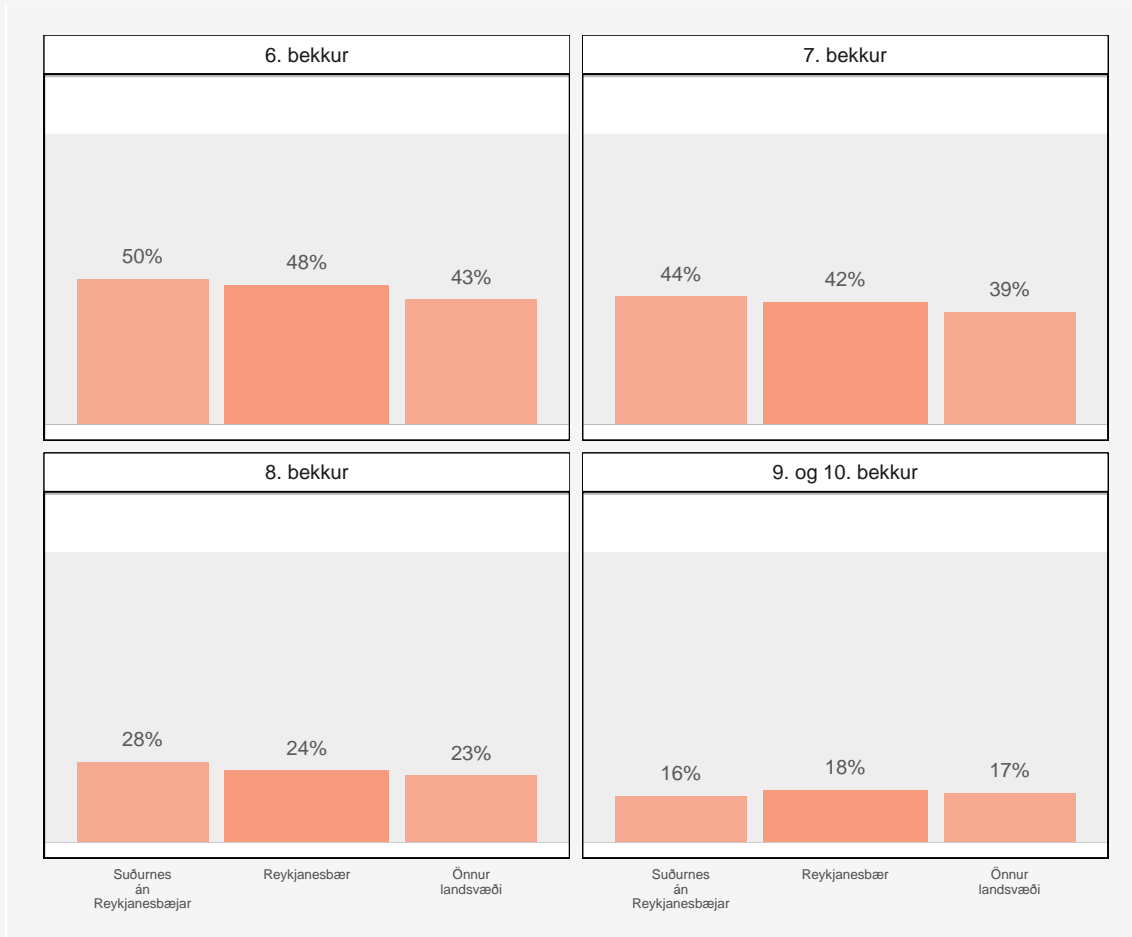 6. bekkur
7. bekkur
50%
48%
43%
44%
42%
39%
8. bekkur
9. og 10. bekkur
28%
24%
23%
16%
18%
17%
Suðurnes
án
Reykjanesbæjar
Reykjanesbær
Önnur
landsvæði
Suðurnes
án
Reykjanesbæjar
Reykjanesbær
Önnur
landsvæði